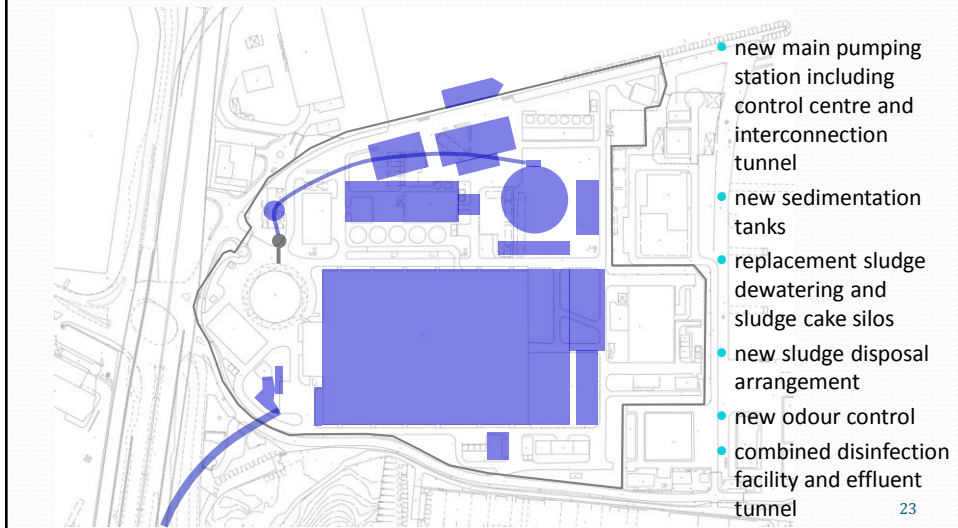 new main pumping
station including
control centre and
interconnection
tunnel
new sedimentation
tanks
replacement sludge
dewatering and
sludge cake silos
new sludge disposal
arrangement
new odour control
combined disinfection
facility and effluent
tunnel
23